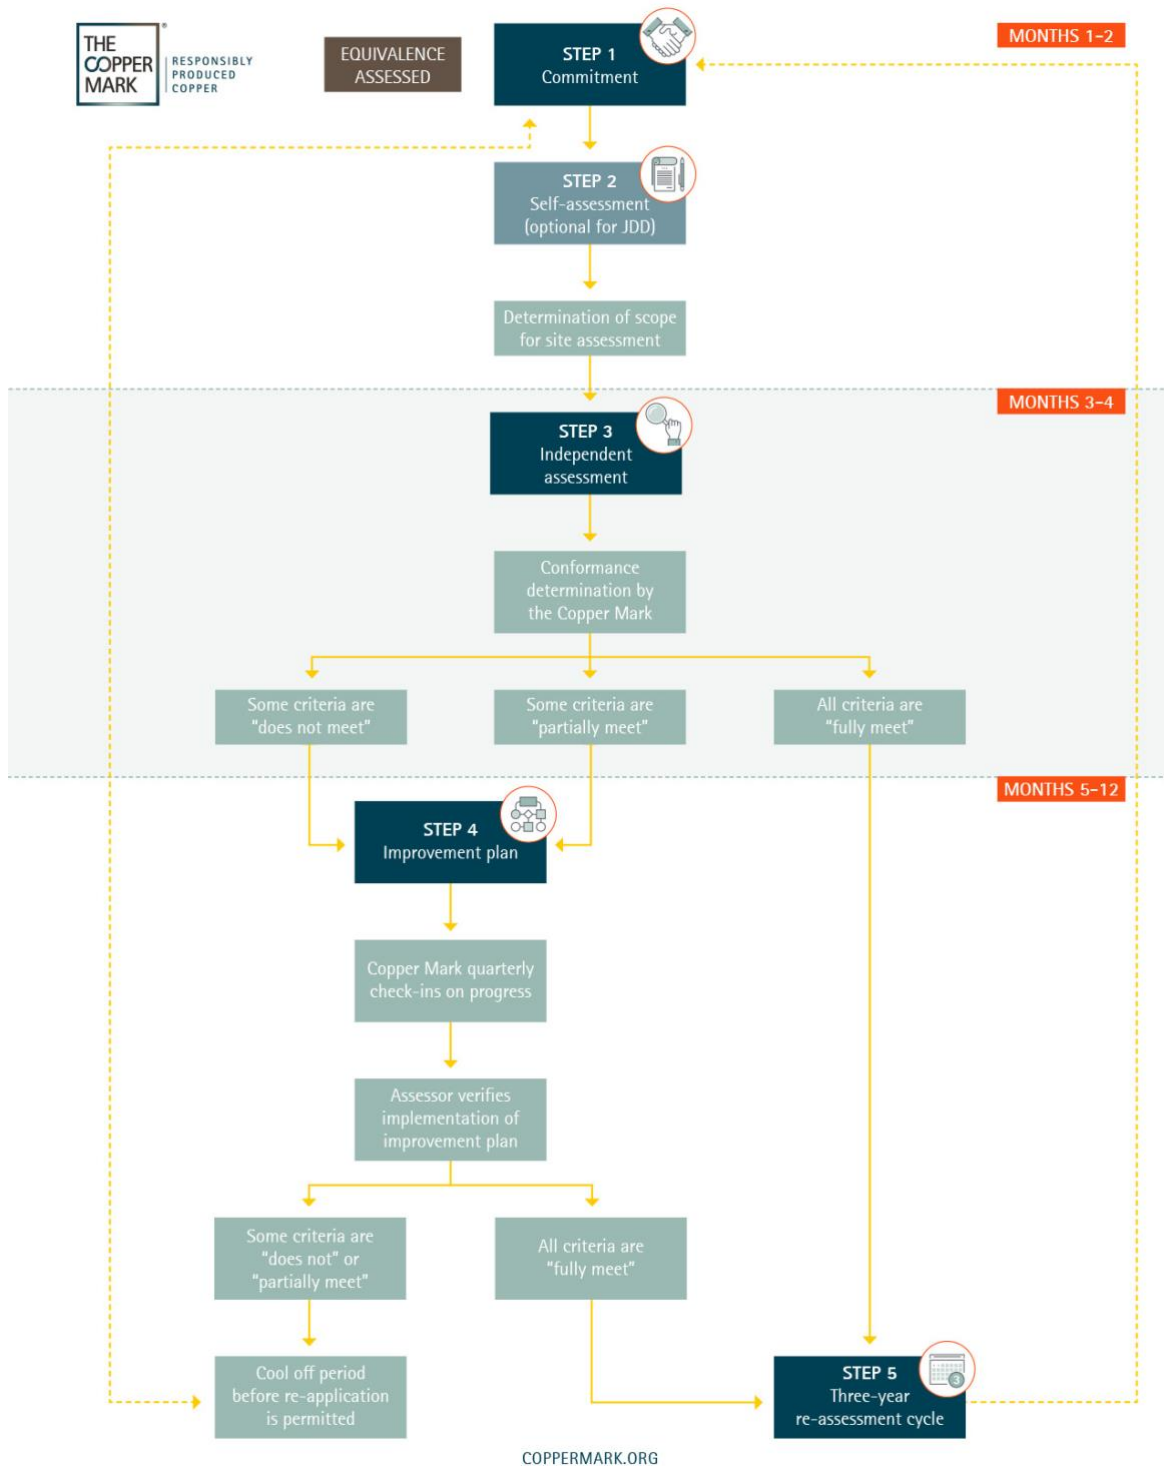 THE
COPPER
MARK
®
RESPONSIBLY
PRODUCED
COPPER
EQUIVALENCE
ASSESSED
STEP 1
Commitment
MONTHS 1-2
STEP 2
Self-assessment
(optional for JDD)
Determination of scope
for site assessment
MONTHS 3-4
STEP 3
Independent
assessment
Conformance
determination by
the Copper Mark
Some criteria are
"does not meet"
Some criteria are
"partially meet"
All criteria are
"fully meet"
MONTHS 5-12
STEP 4
Improvement plan
Copper Mark quarterly
check-ins on progress
Assessor verifies
implementation of
improvement plan
Some criteria are
"does not" or
"partially meet"
All criteria are
"fully meet"
Cool off period
before re-application
is permitted
STEP 5
Three-year
re-assessment cycle
3
COPPERMARK.ORG